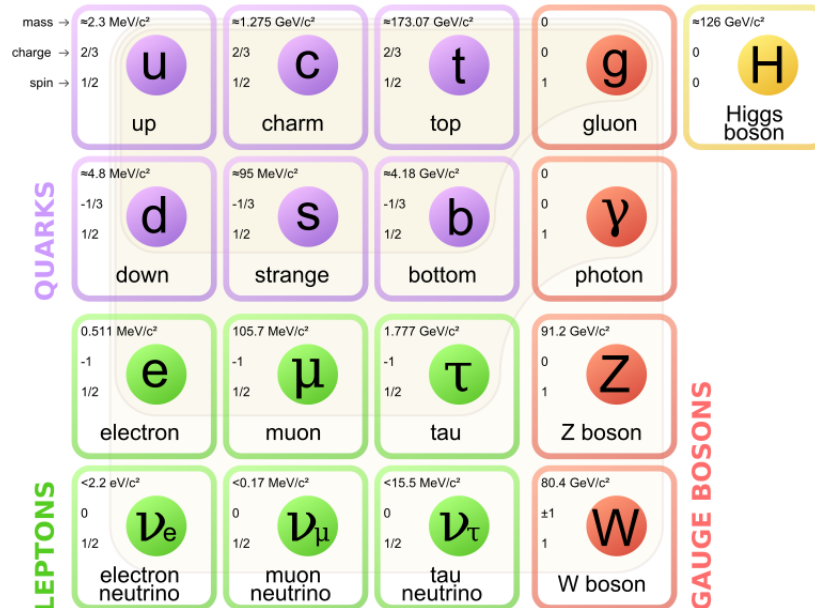 mass →
charge →
spin →
≈2.3 MeV/c²
2/3
1/2
u
up
≈1.275 GeV/c²
2/3
1/2
c
charm
≈173.07 GeV/c²
2/3
1/2
t
top
0
0
1
g
gluon
≈126 GeV/c²
0
0
H
Higgs
boson
QUARKS
≈4.8 MeV/c²
-1/3
1/2
d
down
≈95 MeV/c²
-1/3
1/2
s
strange
≈4.18 GeV/c²
-1/3
1/2
b
bottom
0
0
1
γ
photon
0.511 MeV/c²
-1
1/2
e
electron
105.7 MeV/c²
-1
1/2
μ
muon
1.777 GeV/c²
-1
1/2
τ
tau
91.2 GeV/c²
0
1
Z
Z boson
GAUGE BOSONS
LEPTONS
<2.2 eV/c²
0
1/2
νe
electron
neutrino
<0.17 MeV/c²
0
1/2
νμ
muon
neutrino
<15.5 MeV/c²
0
1/2
ντ
tau
neutrino
80.4 GeV/c²
±1
1
W
W boson